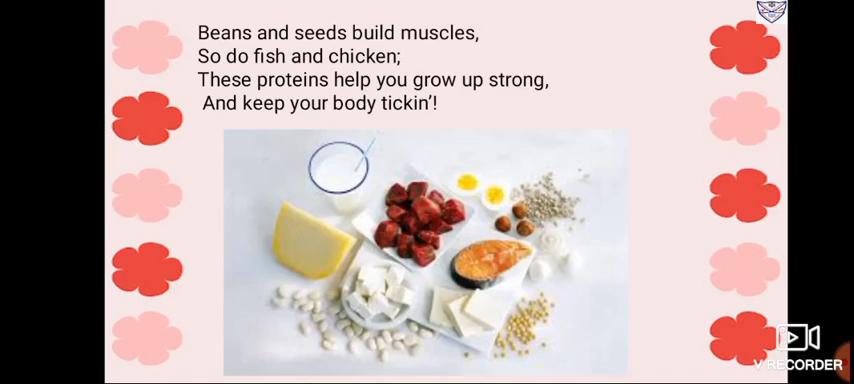 Beans and seeds build muscles,
So do fish and chicken;
These proteins help you grow up strong,
And keep your body tickin'!
V RECORDER